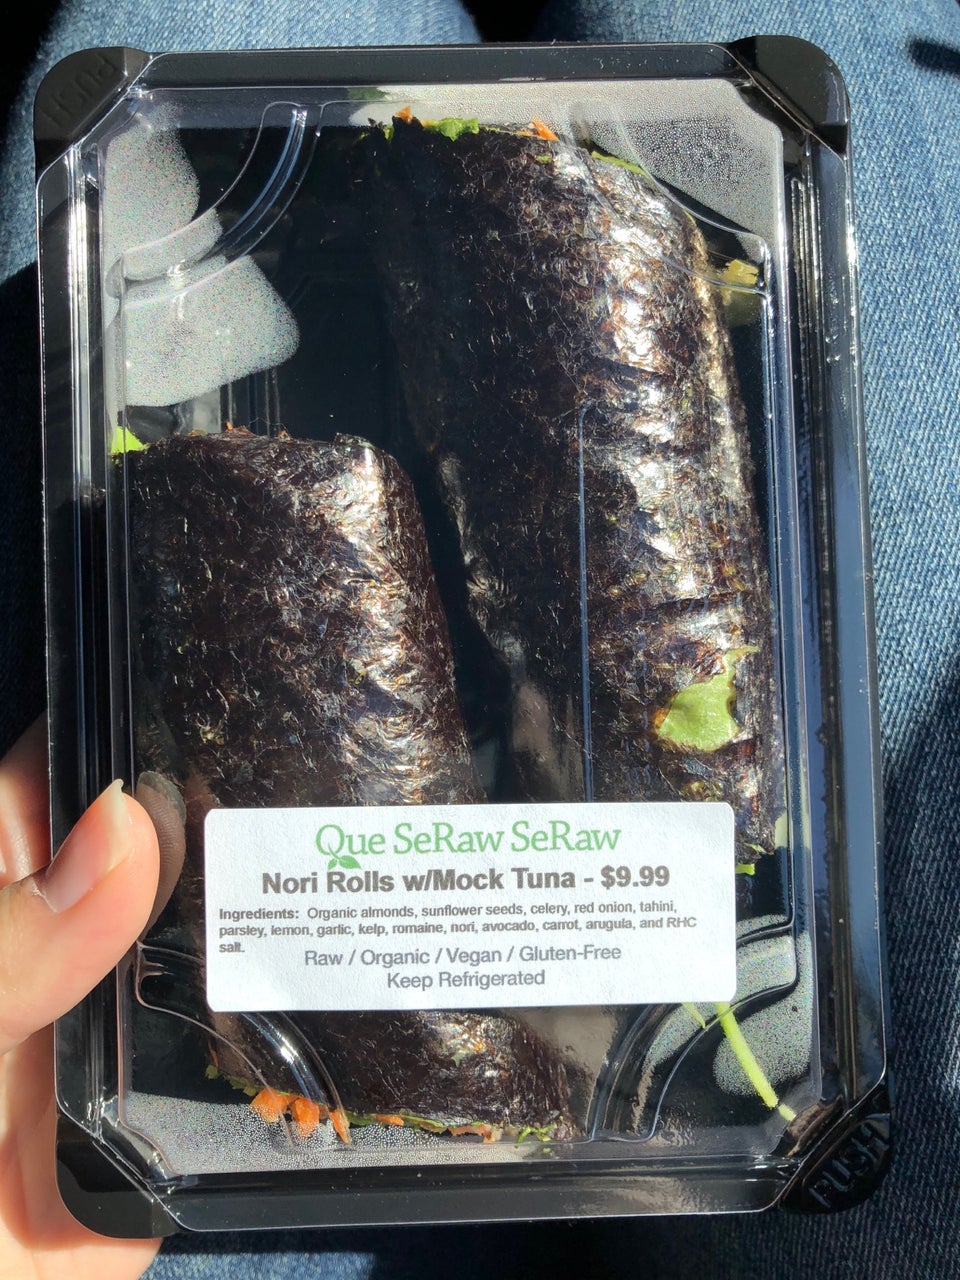 PUSH
Que SeRaw SeRaw
Nori Rolls w/Mock Tuna - $9.99
Ingredients: Organic almonds, sunflower seeds, celery, red onion, tahini,
parsley, lemon, garlic, kelp, romaine, nori, avocado, carrot, arugula, and RHC
salt.
Raw / Organic / Vegan / Gluten-Free
Keep Refrigerated
PUSH